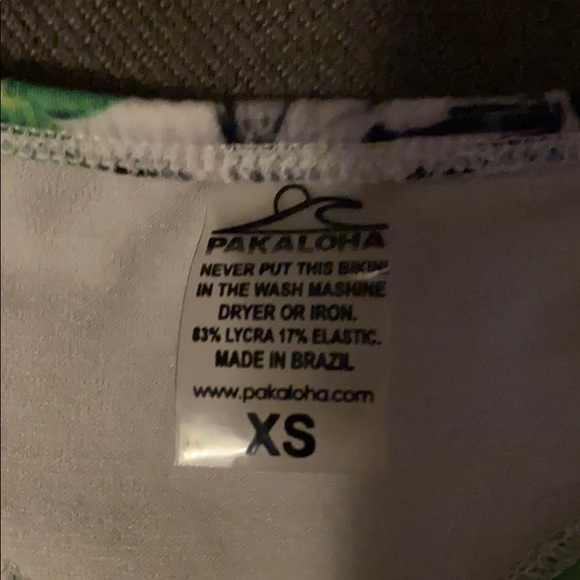 PAKALOHA
NEVER PUT THIS BIKINI
IN THE WASH MASHINE
DRYER OR IRON.
83% LYCRA 17% ELASTIC.
MADE IN BRAZIL
www.pakaloha.com
XS